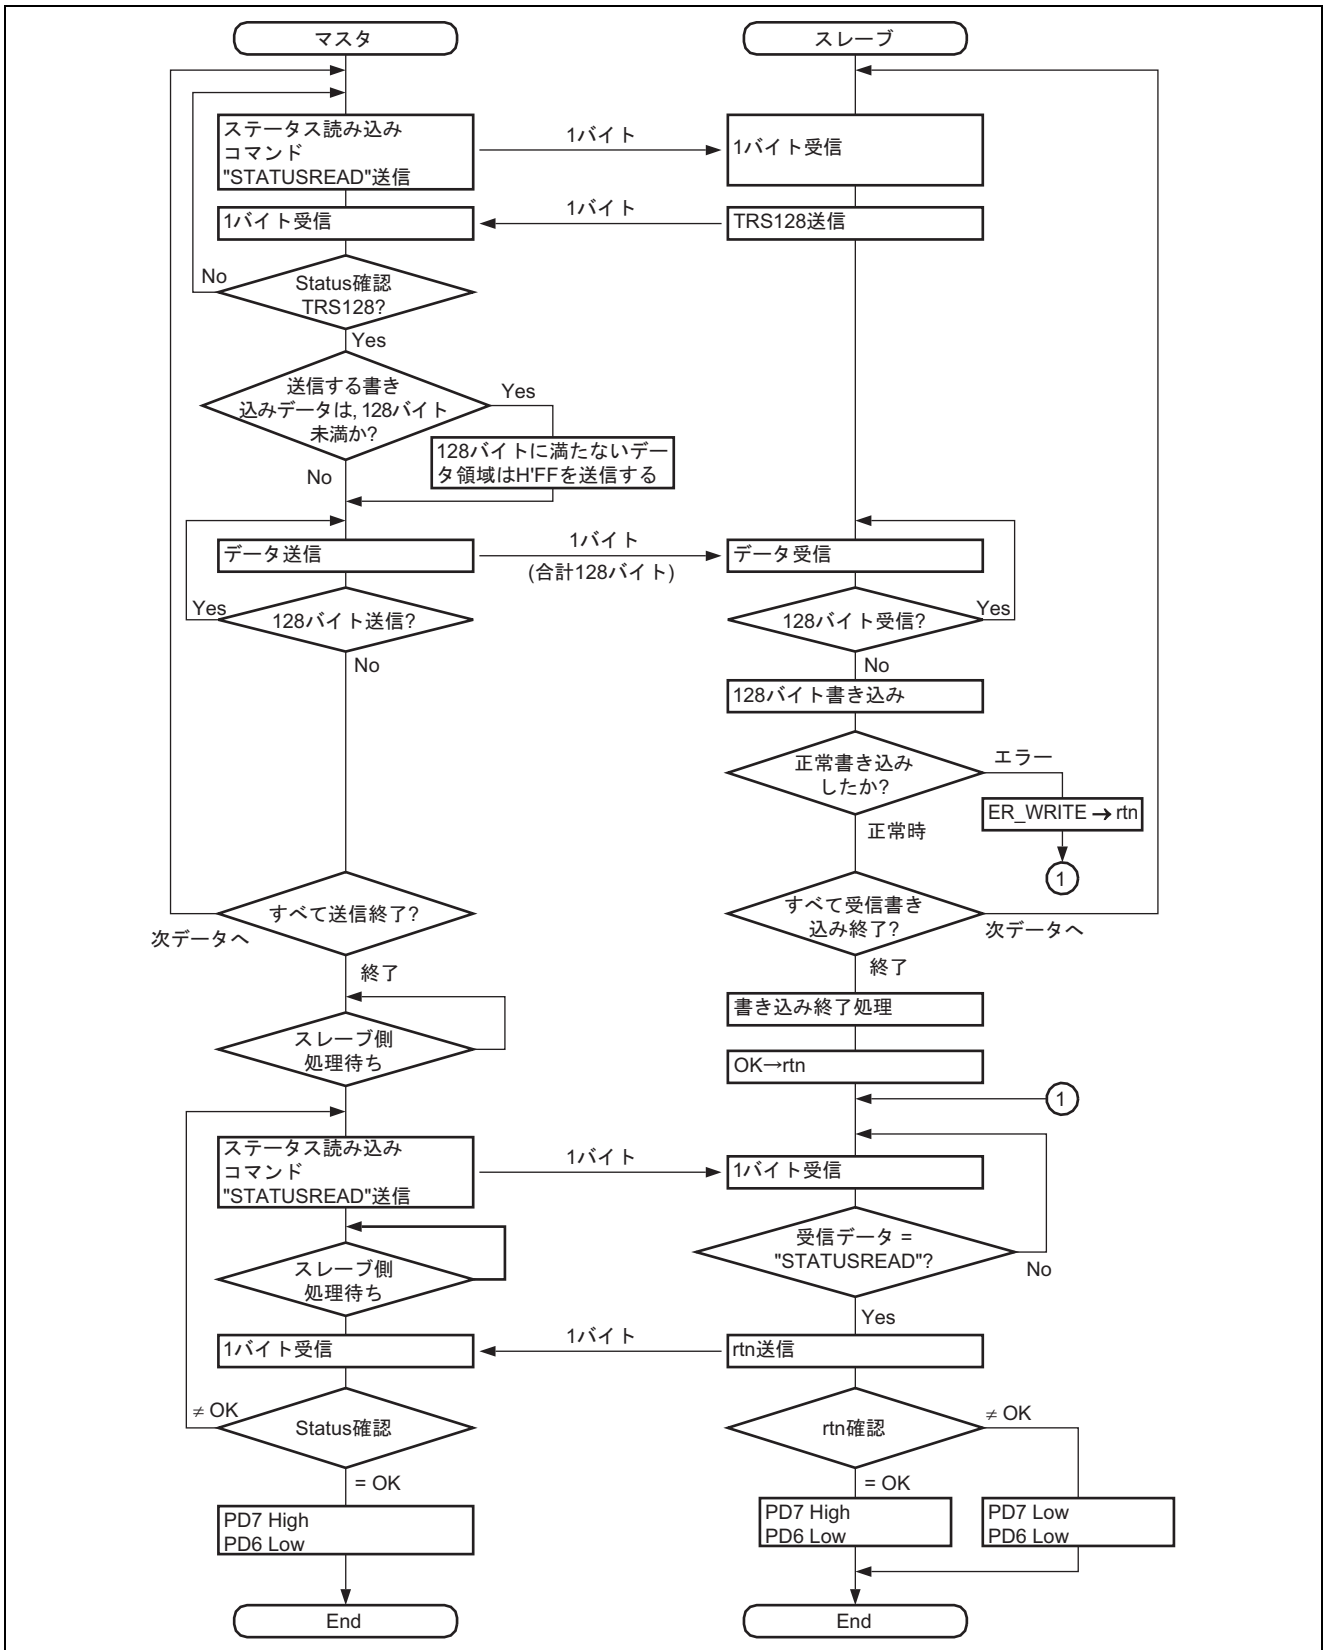 マスタ
スレーブ
ステータス読み込み
コマンド
"STATUSREAD"送信
1バイト
1バイト受信
1バイト受信
1バイト
TRS128送信
No
Status確認
TRS128?
Yes
送信する書き
込みデータは, 128バイト
未満か?
Yes
128バイトに満たないデー
タ領域はH'FFを送信する
No
データ送信
1バイト
(合計128バイト)
データ受信
Yes
128バイト送信?
128バイト受信?
Yes
No
No
128バイト書き込み
正常書き込み
したか?
エラー
ER_WRITE → rtn
正常時
1
すべて送信終了?
すべて受信書き
込み終了?
次データへ
次データへ
終了
終了
書き込み終了処理
スレーブ側
処理待ち
OK→rtn
1
ステータス読み込み
コマンド
"STATUSREAD"送信
1バイト
1バイト受信
受信データ =
"STATUSREAD"?
No
スレーブ側
処理待ち
Yes
1バイト受信
1バイト
rtn送信
≠ OK
Status確認
rtn確認
≠ OK
= OK
= OK
PD7 High
PD6 Low
PD7 High
PD6 Low
PD7 Low
PD6 Low
End
End